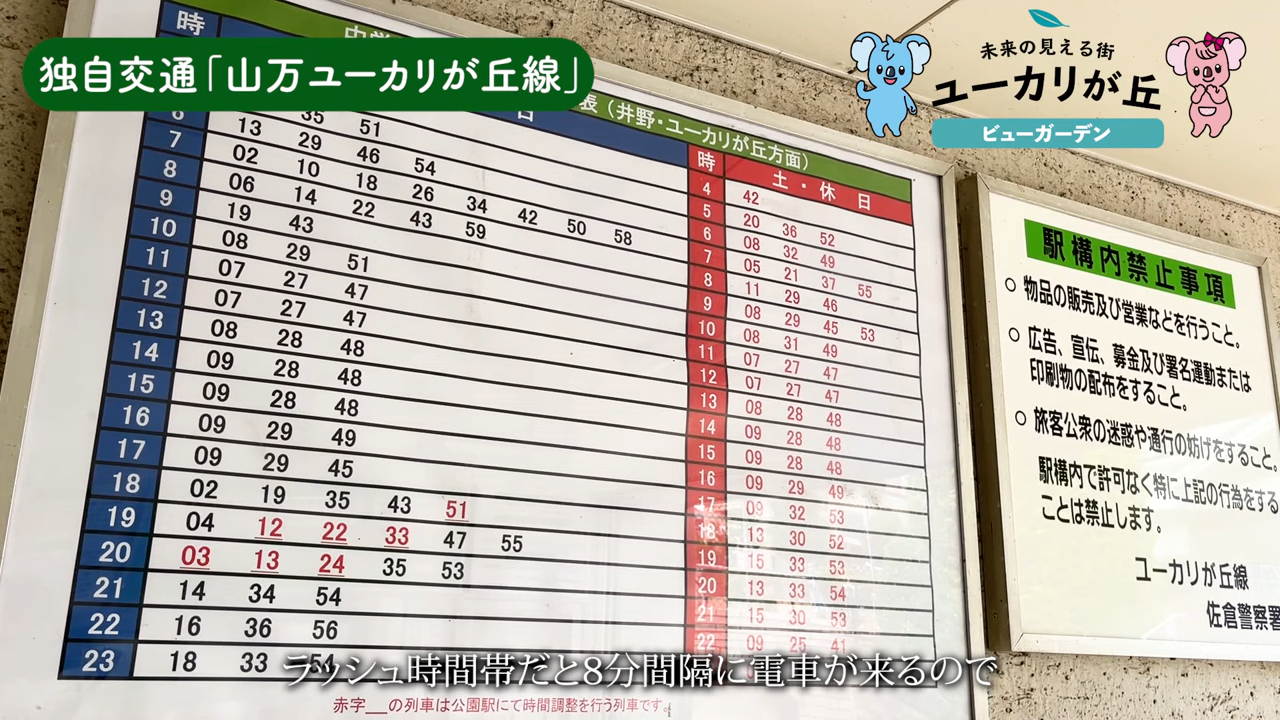 独自交通「山万ユーカリが丘線」
未来の見える街
ユーカリが丘
ビューガーデン
表（井野・ユーカリが丘方面）
時 日
35 51
6 13 29 46 54
7 02 10 18 26 34 42 50 58
8 06 14 22 43 59
9 19 43
10 08 29 51
11 07 27 47
12 07 27 47
13 08 28 48
14 09 28 48
15 09 28 48
16 09 29 49
17 09 29 45
18 02 19 35 43 51
19 04 12 22 33 47 55
20 03 13 24 35 53
21 14 34 54
22 16 36 56
23 18 33 54
時 土・休日
4 42
5 20 36 52
6 08 32 49
7 05 21 37 55
8 11 29 46
9 08 29 45 53
10 08 31 49
11 07 27 47
12 07 27 47
13 08 28 48
14 09 28 48
15 09 28 48
16 09 29 49
17 09 32 53
18 13 30 52
19 15 33 53
20 13 33 54
21 15 30 53
22 09 25 41
赤字__の列車は公園駅にて時間調整を行う列車です。
駅構内禁止事項
○ 物品の販売及び営業などを行うこと。
○ 広告、宣伝、募金及び署名運動または
印刷物の配布をすること。
○ 旅客公衆の迷惑や通行の妨げをすること。
駅構内で許可なく特に上記の行為をする
ことは禁止します。
ユーカリが丘線
佐倉警察署
ラッシュ時間帯だと8分間隔に電車が来るので